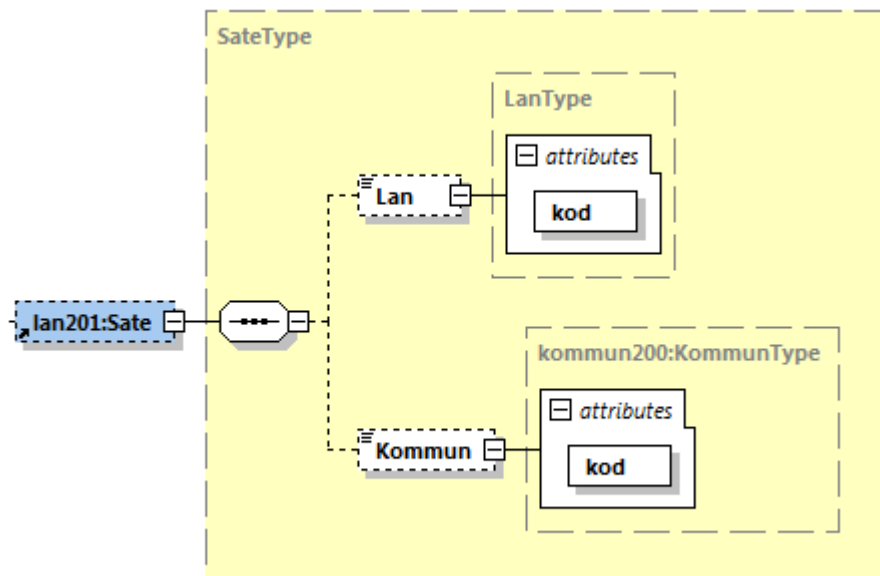 SateType
LanType
attributes
Lan
kod
lan201:Sate
kommun200:KommunType
attributes
Kommun
kod